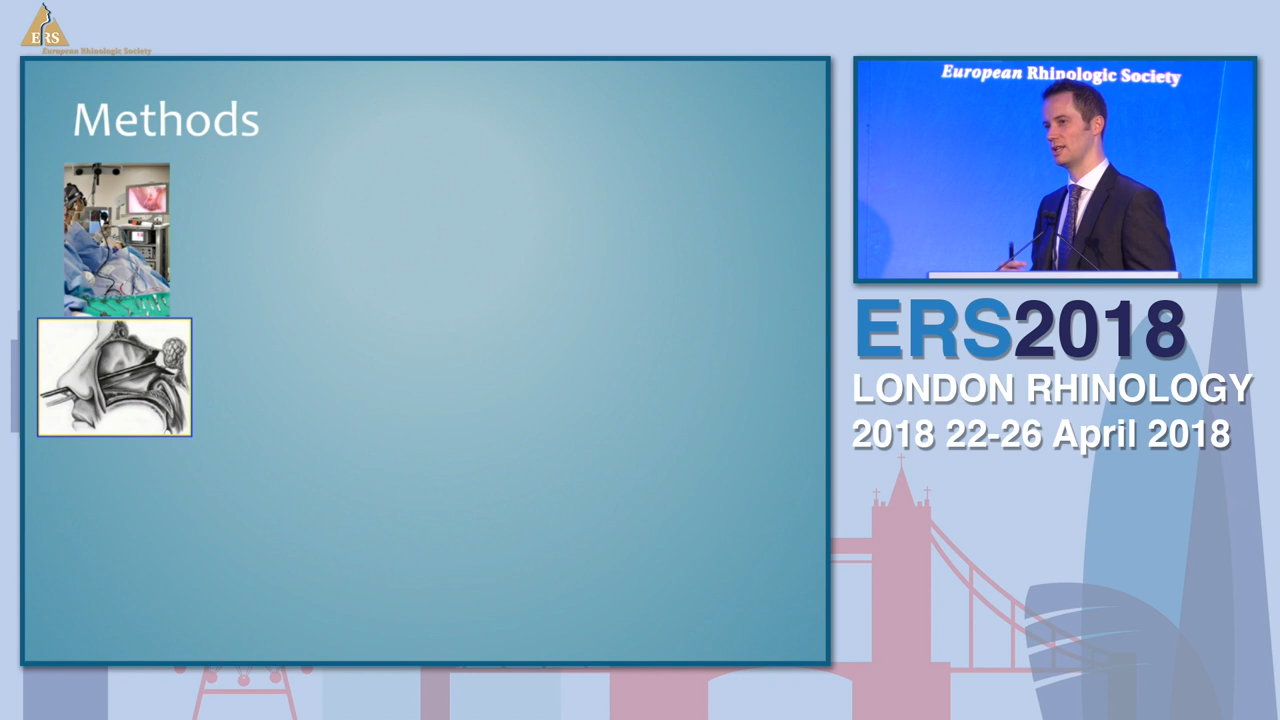 ERS
European Rhinologic Society
Methods
European Rhinologic Society
ERS2018
LONDON RHINOLOGY
2018 22-26 April 2018